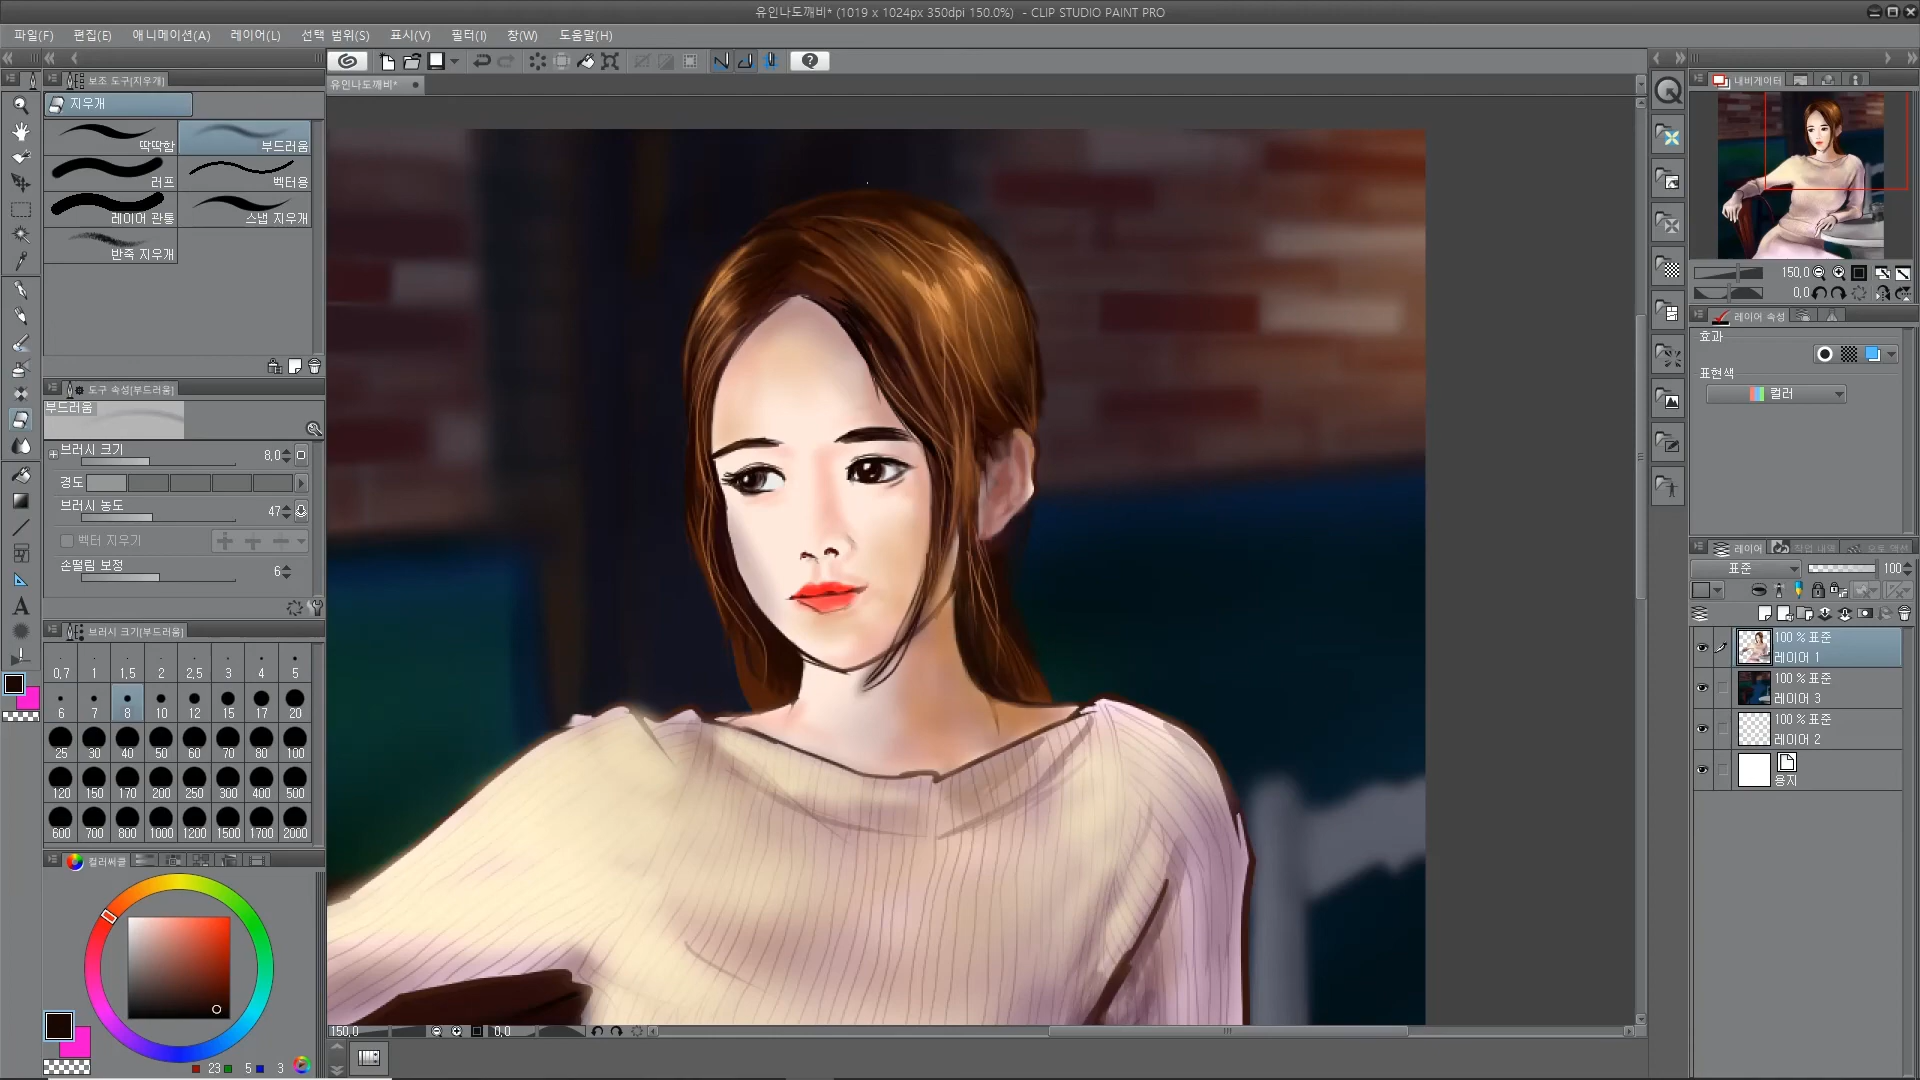 유인나도깨비* (1019 x 1024px 350dpi 150.0%) - CLIP STUDIO PAINT PRO
파일(F) 편집(E) 애니메이션(A) 레이어(L) 선택 범위(S) 표시(V) 필터(I) 창(W) 도움말(H)
보조 도구[지우개]
유인나도깨비*
지우개
딱딱함 부드러움
러프 벡터용
레이어 관통 스냅 지우개
반죽 지우개
도구 속성[부드러움]
부드러움
브러시 크기 8.0
경도
브러시 농도 47
벡터 지우기
손떨림 보정 6
브러시 크기[부드러움]
0.7 1 1.5 2 2.5 3 4 5
6 7 8 10 12 15 17 20
25 30 40 50 60 70 80 100
120 150 170 200 250 300 400 500
600 700 800 1000 1200 1500 1700 2000
컬러써클
23 5 3
150.0 0.0
내비게이터
150.0
0.0
레이어 속성
효과
표현색
컬러
레이어 작업 내역 오토 액션
표준 100
100 % 표준
레이어 1
100 % 표준
레이어 3
100 % 표준
레이어 2
용지